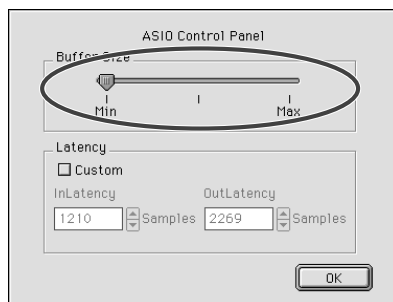 ASIO Control Panel
Buffer Size
Min Max
Latency
Custom
InLatency OutLatency
1210 Samples 2269 Samples
OK